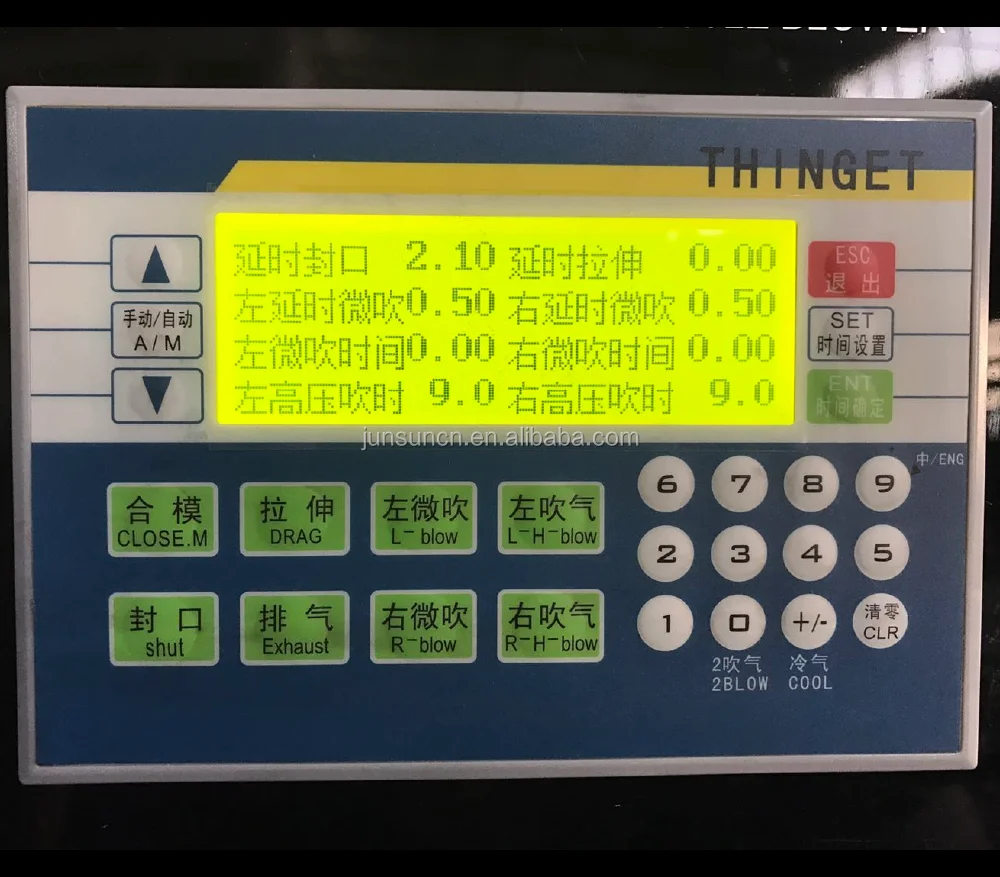 BLOWER
THINGET
延时封口 2.10 延时拉伸 0.00
左延时微吹0.50 右延时微吹 0.50
左微吹时间0.00 右微吹时间 0.00
左高压吹时 9.0 右高压吹时 9.0
junsuncn.en.alibaba.com
手动/自动
A/M
ESC
退出
SET
时间设置
ENT
时间确定
中/ENG
合模
CLOSE.M
拉伸
DRAG
左微吹
L-blow
左吹气
L-H-blow
封口
shut
排气
Exhaust
右微吹
R-blow
右吹气
R-H-blow
6 7 8 9
2 3 4 5
1 0 +/- 清零
CLR
2吹气 冷气
2BLOW COOL